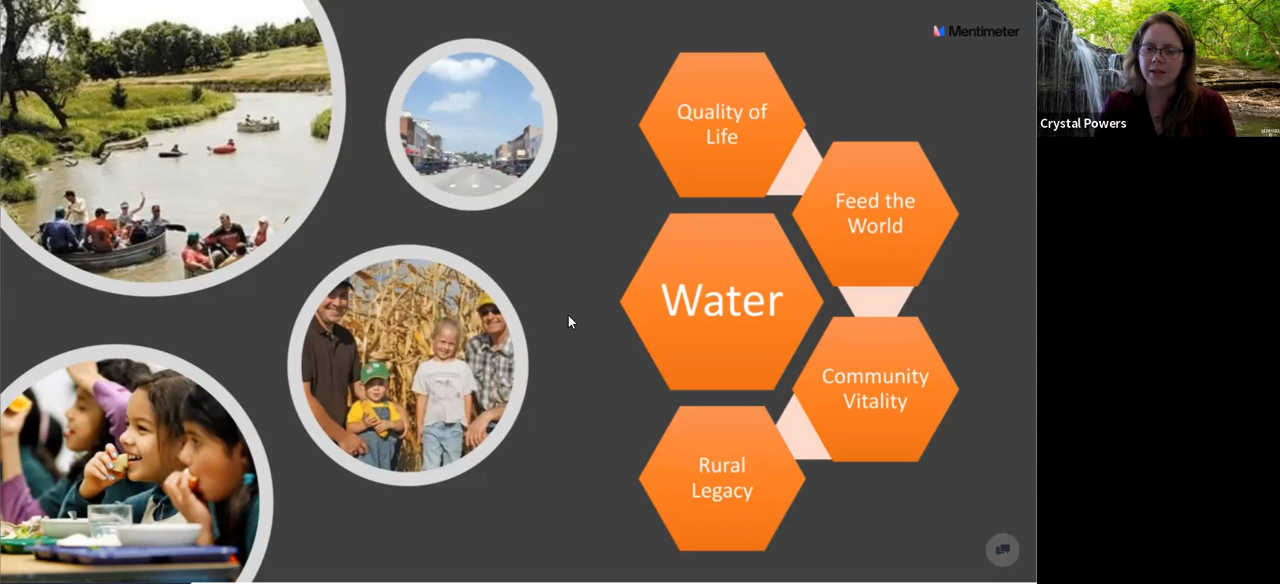 Mentimeter
Quality of
Life
Feed the
World
Water
Community
Vitality
Rural
Legacy
Crystal Powers